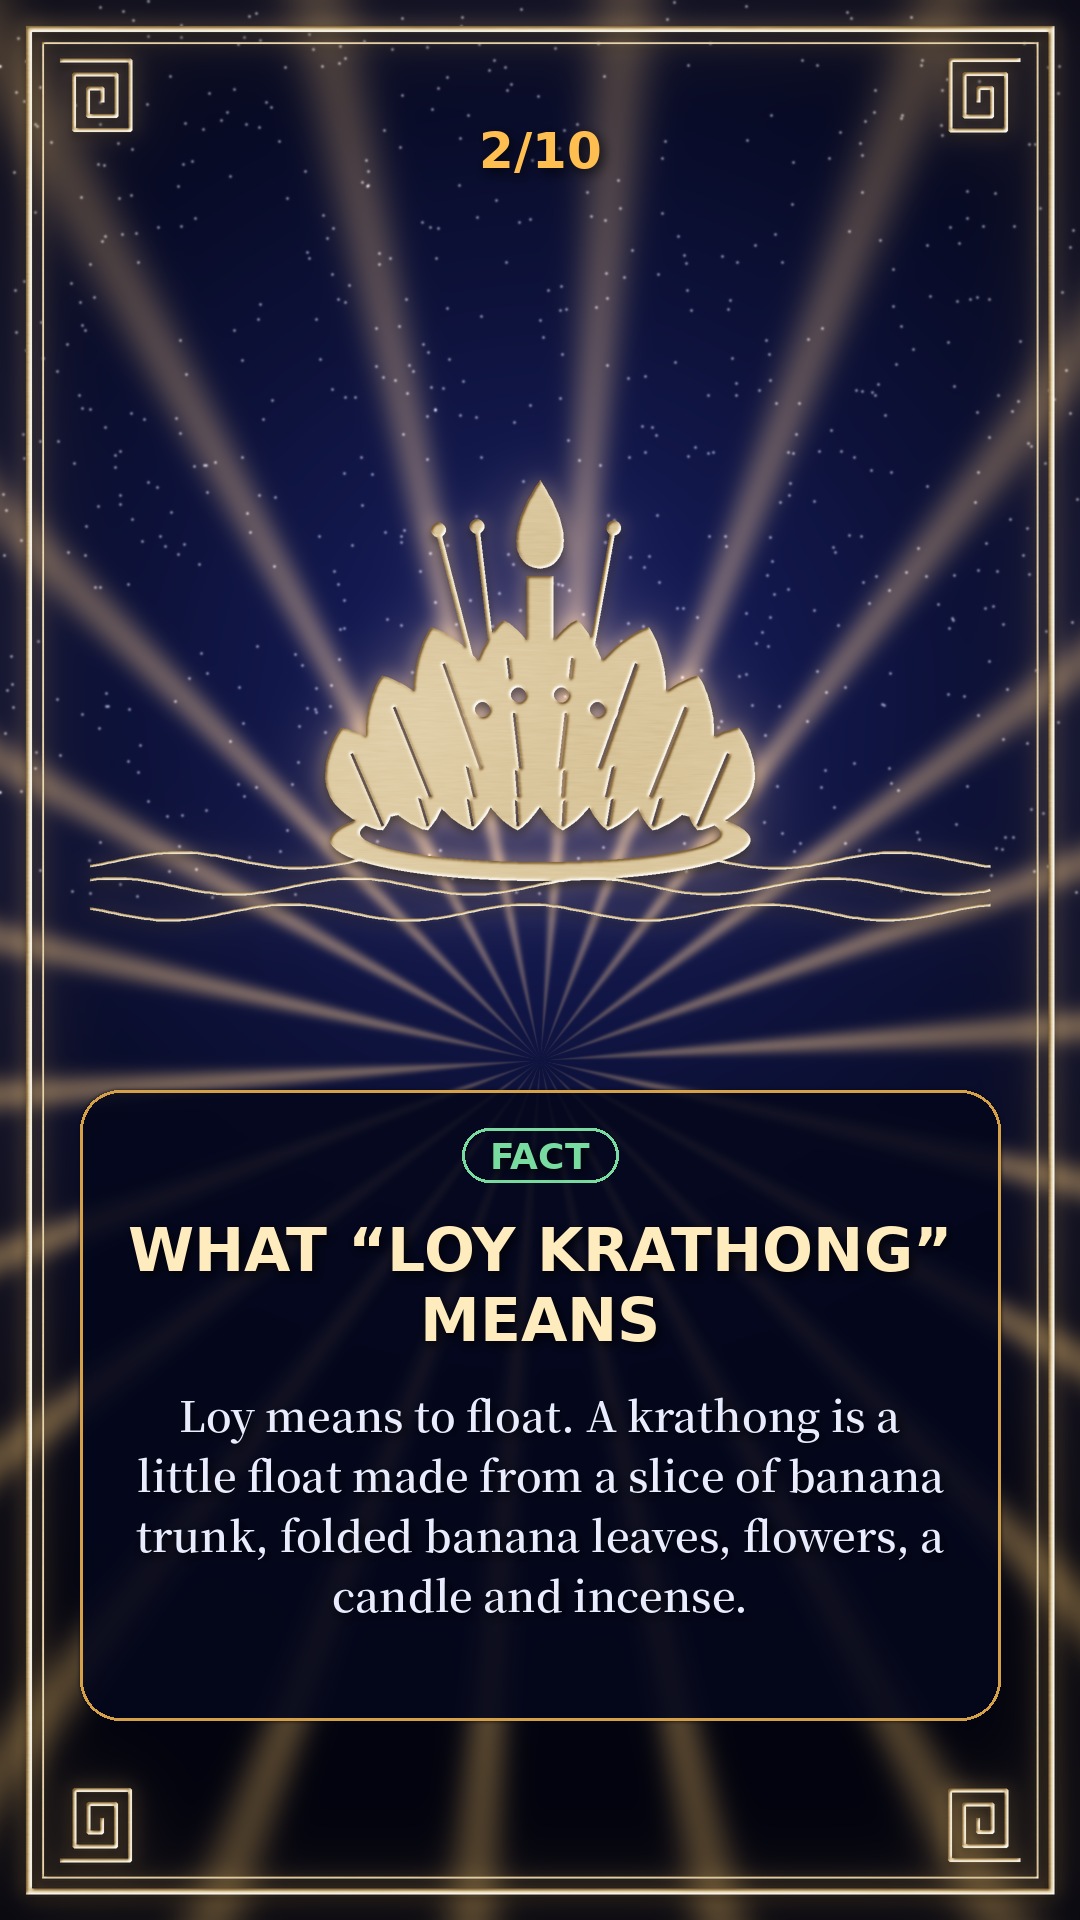 2/10
FACT
WHAT “LOY KRATHONG”
MEANS
Loy means to float. A krathong is a
little float made from a slice of banana
trunk, folded banana leaves, flowers, a
candle and incense.